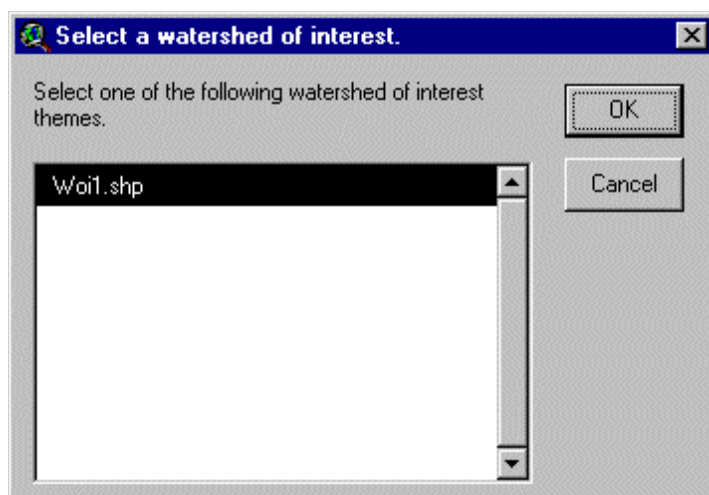 Select a watershed of interest.
Select one of the following watershed of interest
themes.
OK
Woi1.shp
Cancel